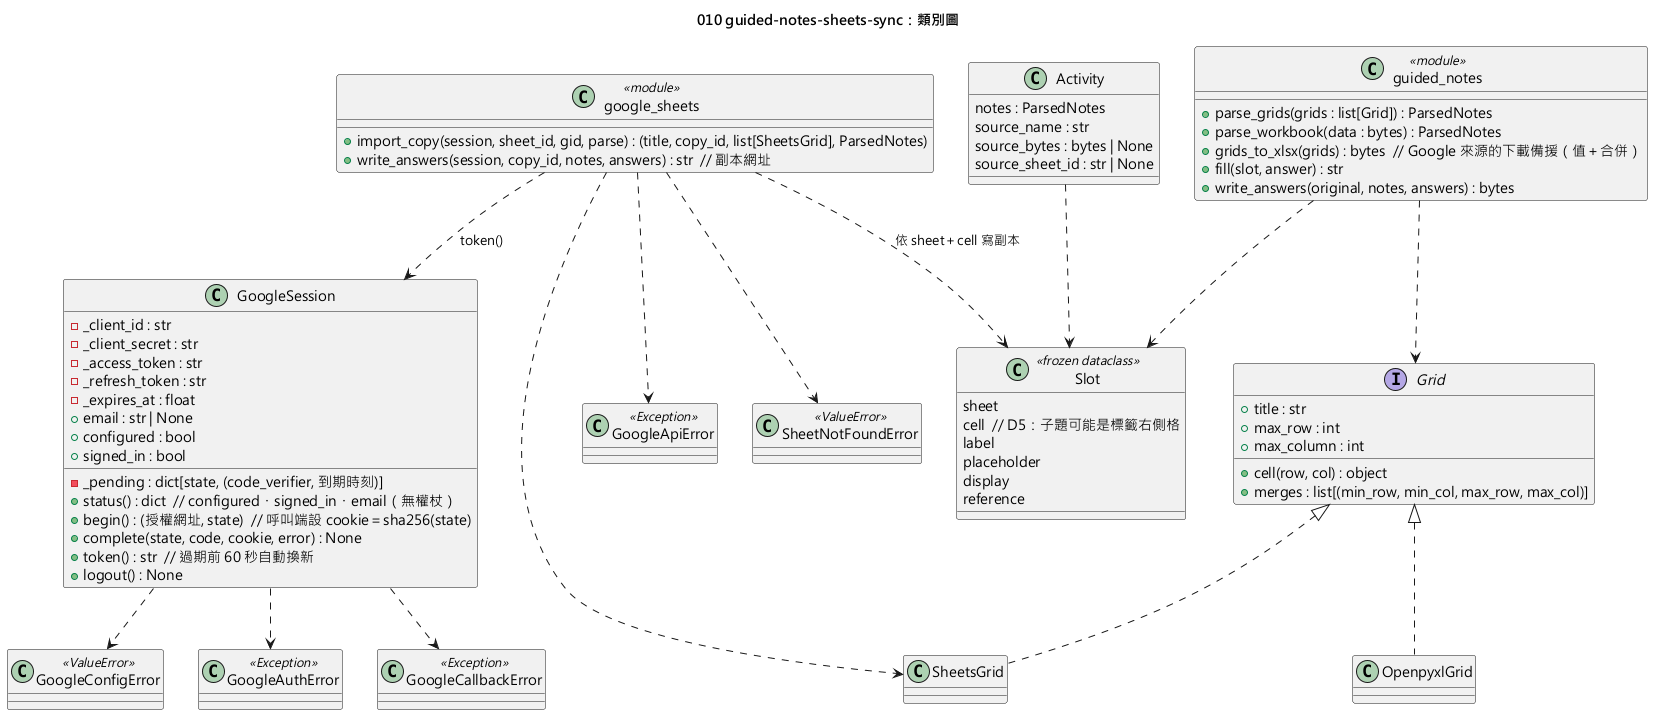 010 guided-notes-sheets-sync：類別圖
«module»
google_sheets
import_copy(session, sheet_id, gid, parse) : (title, copy_id, list[SheetsGrid], ParsedNotes)
write_answers(session, copy_id, notes, answers) : str // 副本網址
Activity
notes : ParsedNotes
source_name : str
source_bytes : bytes | None
source_sheet_id : str | None
«module»
guided_notes
parse_grids(grids : list[Grid]) : ParsedNotes
parse_workbook(data : bytes) : ParsedNotes
grids_to_xlsx(grids) : bytes // Google 來源的下載備援（值＋合併）
fill(slot, answer) : str
write_answers(original, notes, answers) : bytes
token()
依 sheet＋cell 寫副本
GoogleSession
_client_id : str
_client_secret : str
_access_token : str
_refresh_token : str
_expires_at : float
email : str | None
configured : bool
signed_in : bool
_pending : dict[state, (code_verifier, 到期時刻)]
status() : dict // configured．signed_in．email（無權杖）
begin() : (授權網址, state) // 呼叫端設 cookie＝sha256(state)
complete(state, code, cookie, error) : None
token() : str // 過期前 60 秒自動換新
logout() : None
«Exception»
GoogleApiError
«ValueError»
SheetNotFoundError
«frozen dataclass»
Slot
sheet
cell // D5：子題可能是標籤右側格
label
placeholder
display
reference
Grid
title : str
max_row : int
max_column : int
cell(row, col) : object
merges : list[(min_row, min_col, max_row, max_col)]
«ValueError»
GoogleConfigError
«Exception»
GoogleAuthError
«Exception»
GoogleCallbackError
SheetsGrid
OpenpyxlGrid